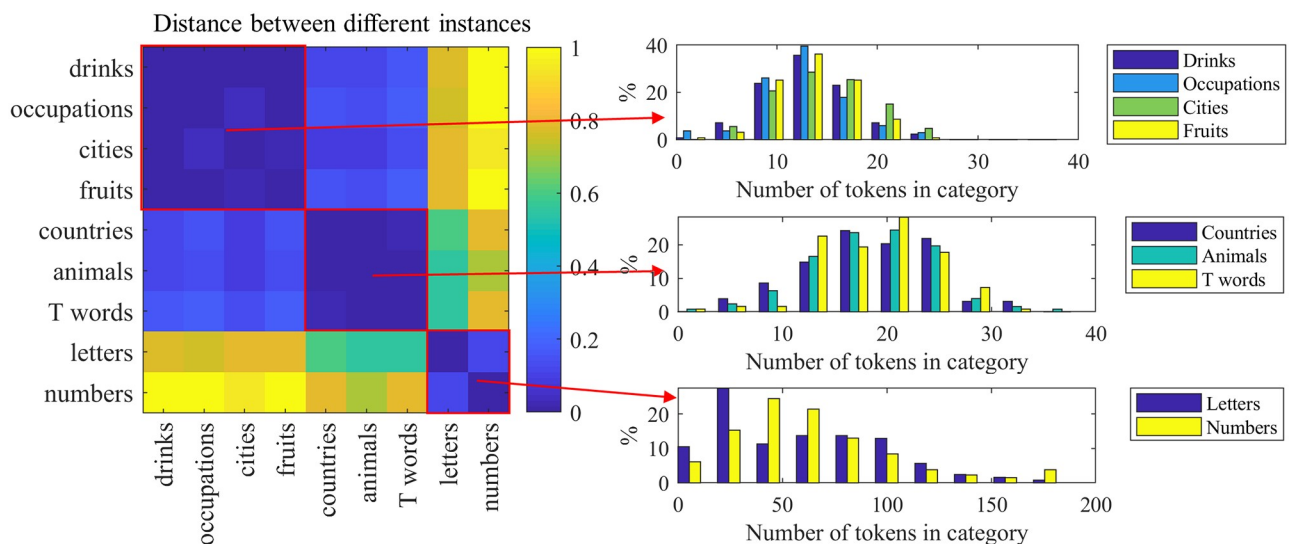 Distance between different instances
drinks
occupations
cities
fruits
countries
animals
T words
letters
numbers
drinks
occupations
cities
fruits
countries
animals
T words
letters
numbers
1
0.8
0.6
0.4
0.2
0
40
20
0
%
0 10 20 30 40
Number of tokens in category
Drinks
Occupations
Cities
Fruits
20
10
0
%
0 10 20 30 40
Number of tokens in category
Countries
Animals
T words
20
10
0
%
0 50 100 150 200
Number of tokens in category
Letters
Numbers